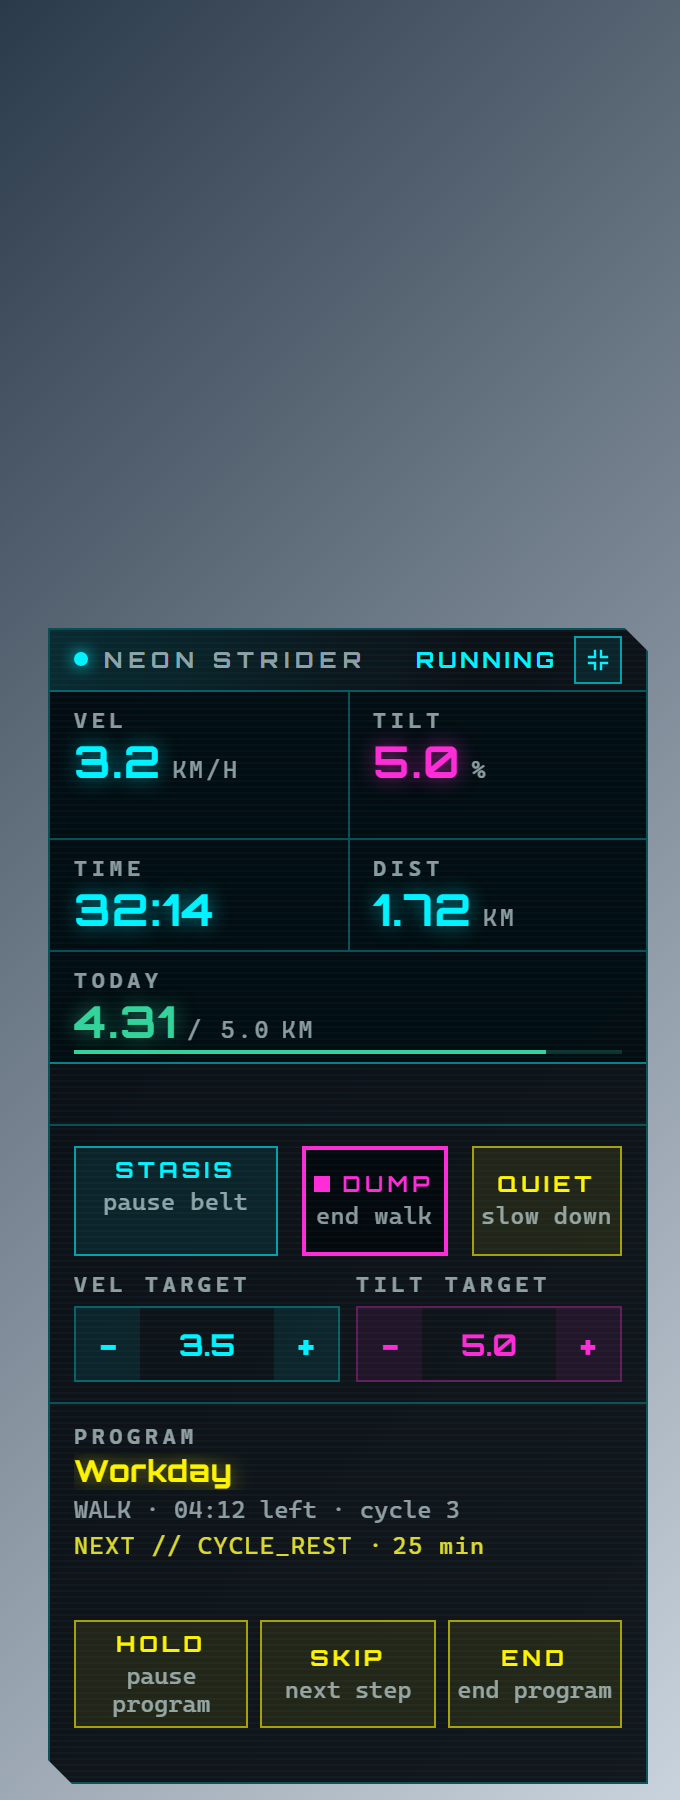 NEON STRIDER RUNNING
VEL
3.2 KM/H
TILT
5.0 %
TIME
32:14
DIST
1.72 KM
TODAY
4.31 / 5.0 KM
STASIS
pause belt
DUMP
end walk
QUIET
slow down
VEL TARGET
- 3.5 +
TILT TARGET
- 5.0 +
PROGRAM
Workday
WALK · 04:12 left · cycle 3
NEXT // CYCLE_REST · 25 min
HOLD
pause
program
SKIP
next step
END
end program